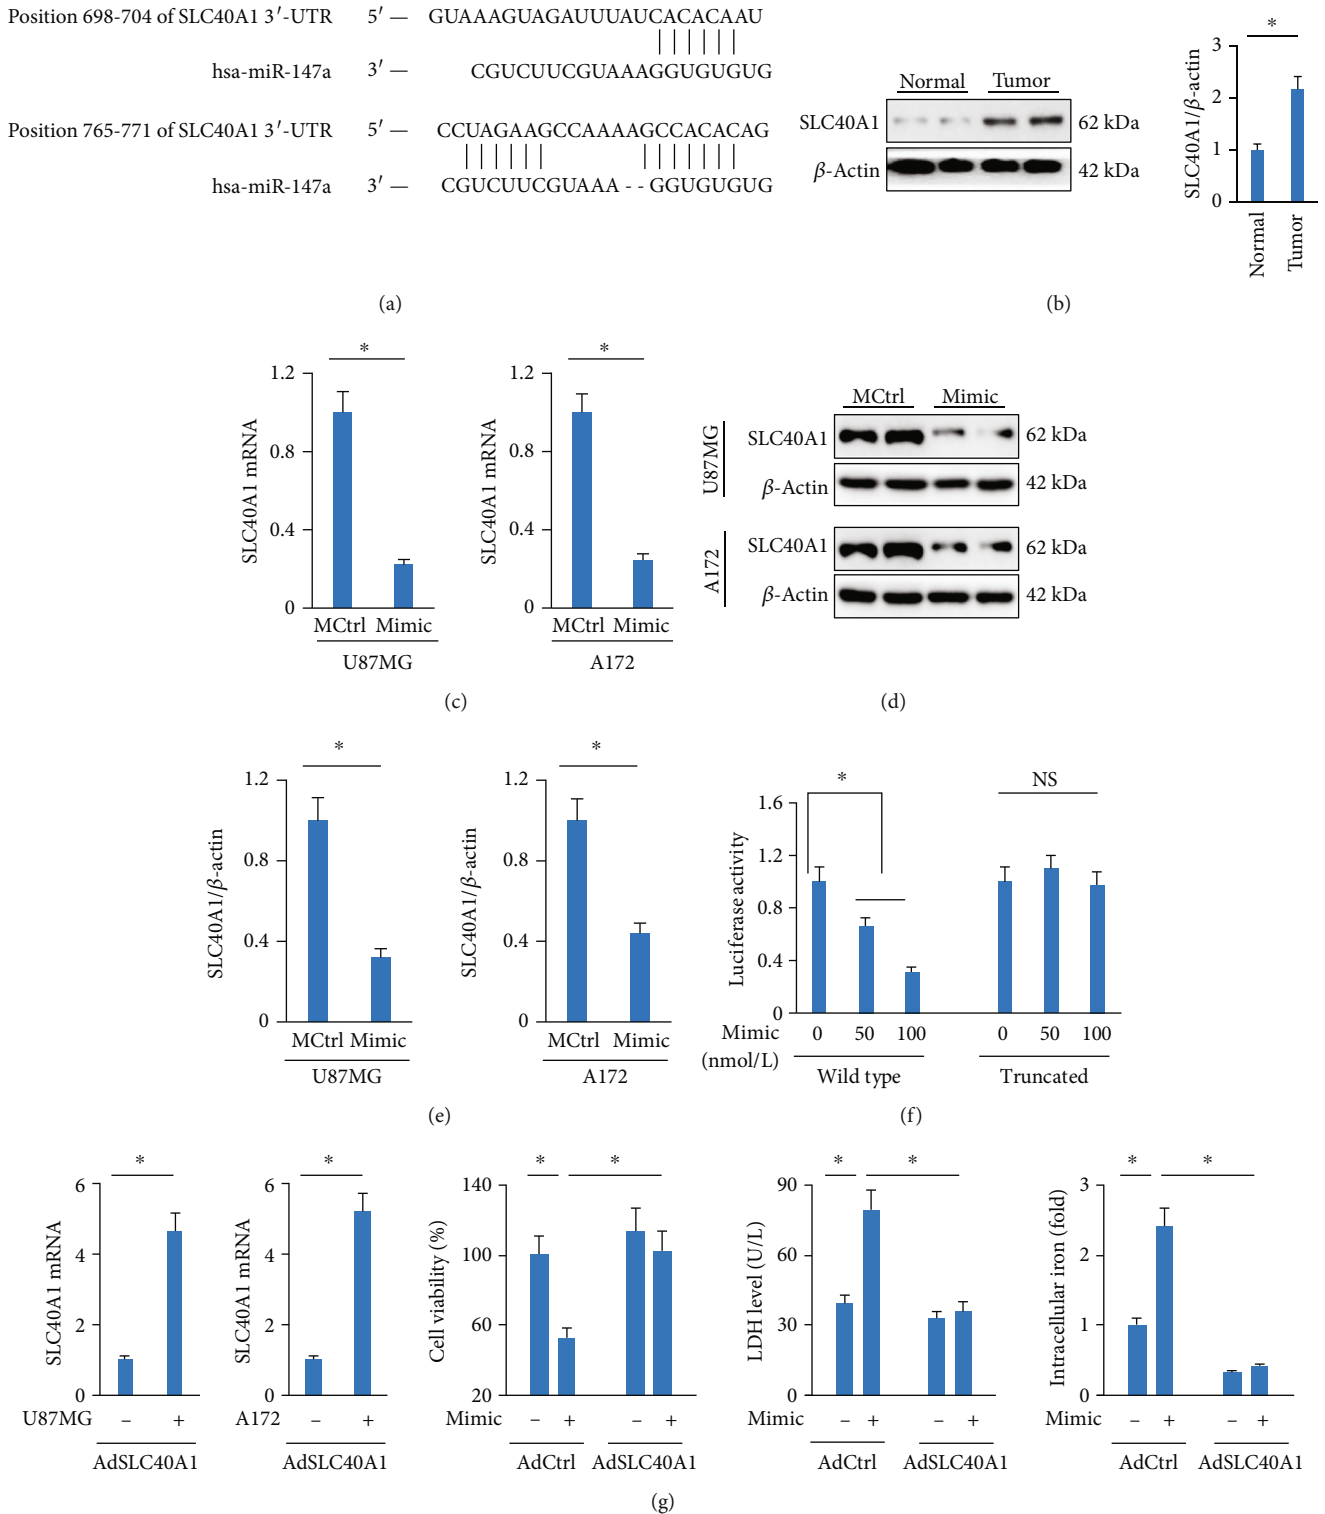 Position 698-704 of SLC40A1 3′-UTR 5′ — GUAAAGUAGAUUUAUCACACAAU
hsa-miR-147a 3′ — CGUCUUCGUAAAGGUGUGUG
Position 765-771 of SLC40A1 3′-UTR 5′ — CCUAGAAGCCAAAAGCCACACAG
hsa-miR-147a 3′ — CGUCUUCGUAAA - - GGUGUGUG
(a)
Normal Tumor
SLC40A1 62 kDa
β-Actin 42 kDa
SLC40A1/β-actin
*
3
2
1
0
Normal
Tumor
(b)
SLC40A1 mRNA
*
1.2
0.8
0.4
0
MCtrl Mimic
U87MG
SLC40A1 mRNA
*
1.2
0.8
0.4
0
MCtrl Mimic
A172
(c)
MCtrl Mimic
U87MG
SLC40A1 62 kDa
β-Actin 42 kDa
A172
SLC40A1 62 kDa
β-Actin 42 kDa
(d)
SLC40A1/β-actin
*
1.2
0.8
0.4
0
MCtrl Mimic
U87MG
SLC40A1/β-actin
*
1.2
0.8
0.4
0
MCtrl Mimic
A172
(e)
Luciferase activity
* NS
1.6
1.2
0.8
0.4
0
Mimic 0 50 100 0 50 100
(nmol/L)
Wild type Truncated
(f)
SLC40A1 mRNA
*
6
4
2
0
U87MG – +
AdSLC40A1
SLC40A1 mRNA
*
6
4
2
0
A172 – +
AdSLC40A1
Cell viability (%)
* *
140
100
60
20
Mimic – + – +
AdCtrl AdSLC40A1
LDH level (U/L)
* *
90
60
30
0
Mimic – + – +
AdCtrl AdSLC40A1
Intracellular iron (fold)
* *
3
2
1
0
Mimic – + – +
AdCtrl AdSLC40A1
(g)